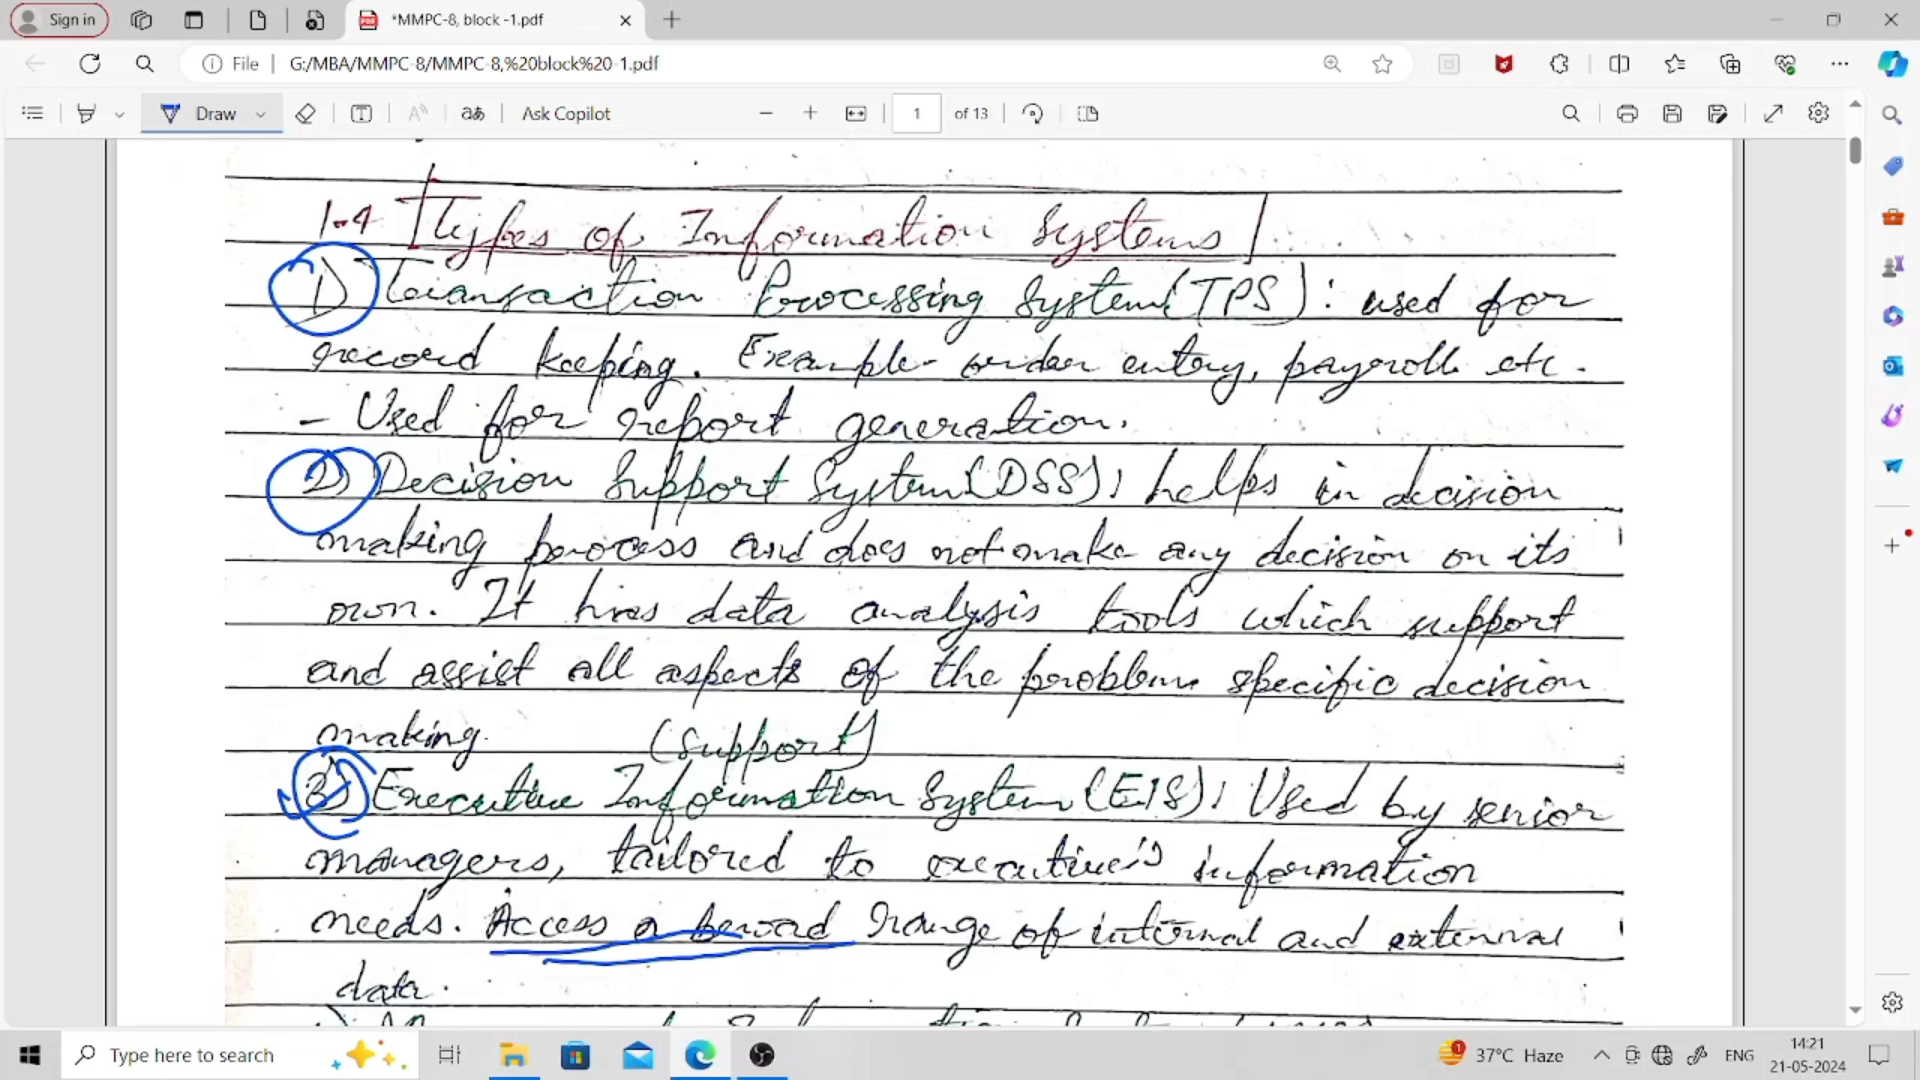 Sign in
*MMPC-8, block -1.pdf
File
G:/MBA/MMPC-8/MMPC-8,%20block%20-1.pdf
Draw
aあ
Ask Copilot
1
of 13
1.4 Types of Information Systems
1) Transaction Processing System (TPS): used for
record keeping. Example- order entry, payroll etc.
- Used for report generation.
2) Decision Support System (DSS): helps in decision
making process and does not make any decision on its
own. It has data analysis tools which support
and assist all aspects of the problem specific decision
making. (support)
3) Executive Information System (EIS): Used by senior
managers, tailored to executive's information
needs. Access a broad range of internal and external
data.
Type here to search
1
37°C Haze
ENG
14:21
21-05-2024